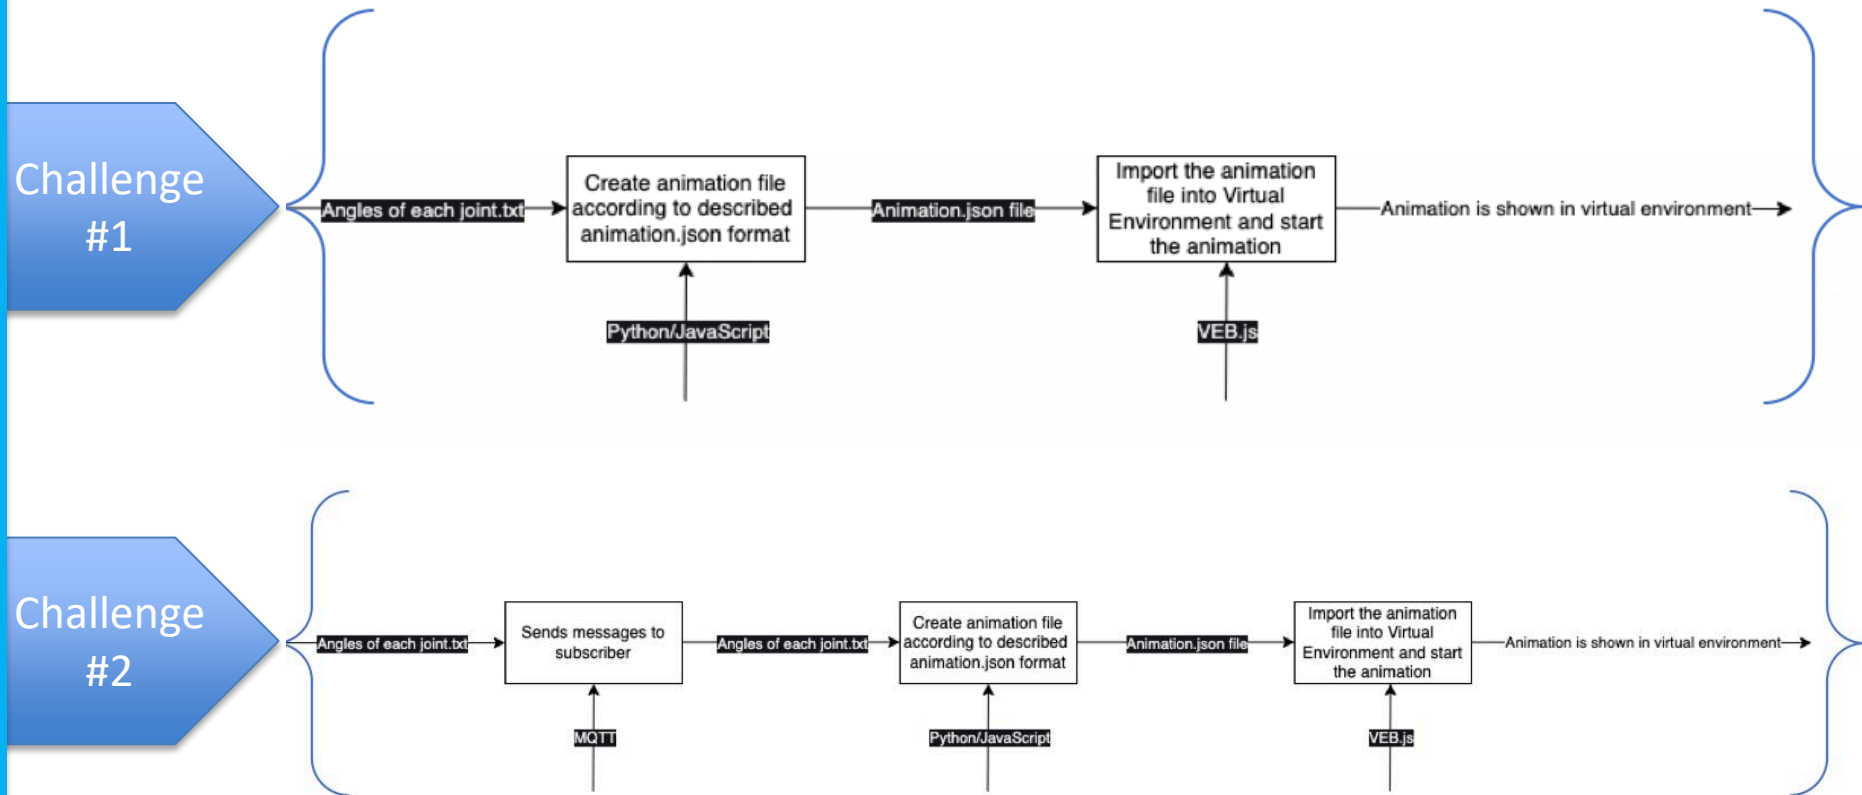 Challenge
#1
Angles of each joint.txt
Create animation file
according to described
animation.json format
Python/JavaScript
Animation.json file
Import the animation
file into Virtual
Environment and start
the animation
VEB.js
Animation is shown in virtual environment
Challenge
#2
Angles of each joint.txt
Sends messages to
subscriber
MQTT
Angles of each joint.txt
Create animation file
according to described
animation.json format
Python/JavaScript
Animation.json file
Import the animation
file into Virtual
Environment and start
the animation
VEB.js
Animation is shown in virtual environment